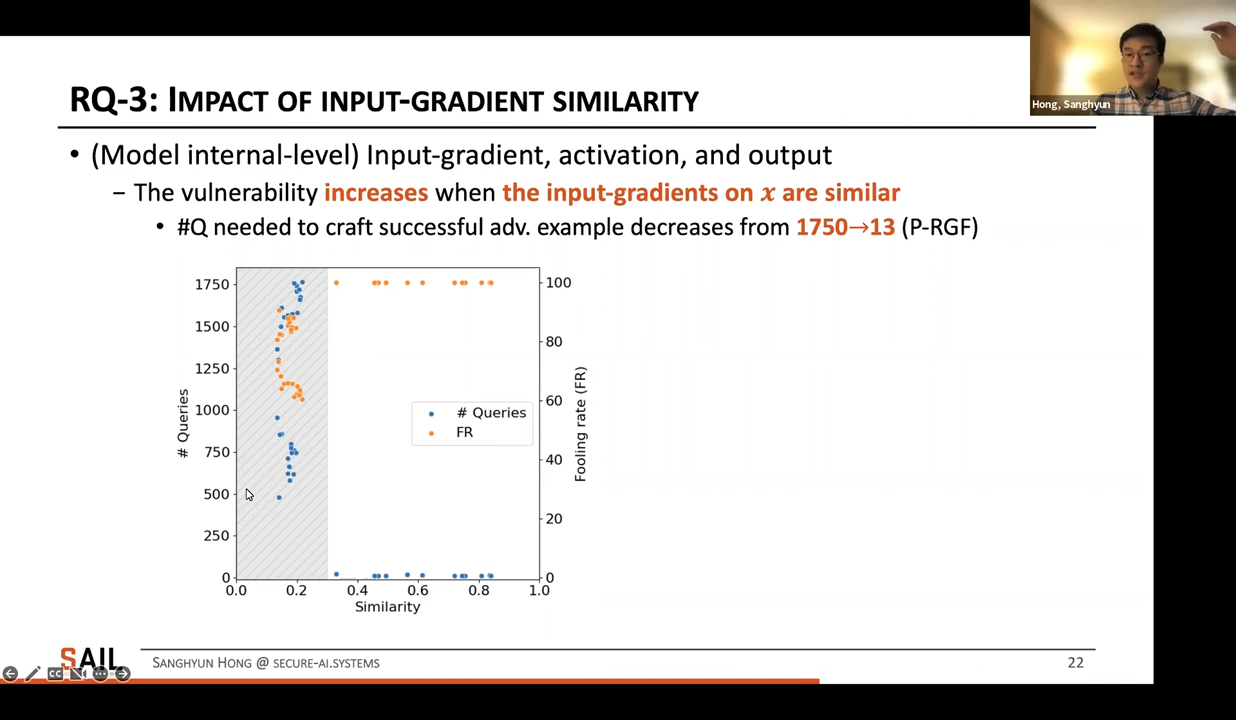 RQ-3: IMPACT OF INPUT-GRADIENT SIMILARITY
Hong, Sanghyun
• (Model internal-level) Input-gradient, activation, and output
− The vulnerability increases when the input-gradients on x are similar
• #Q needed to craft successful adv. example decreases from 1750→13 (P-RGF)
1750
1500
1250
1000
750
500
250
0
# Queries
100
80
60
40
20
0
Fooling rate (FR)
# Queries
FR
0.0 0.2 0.4 0.6 0.8 1.0
Similarity
SAIL
SANGHYUN HONG @ SECURE-AI.SYSTEMS
22
CC